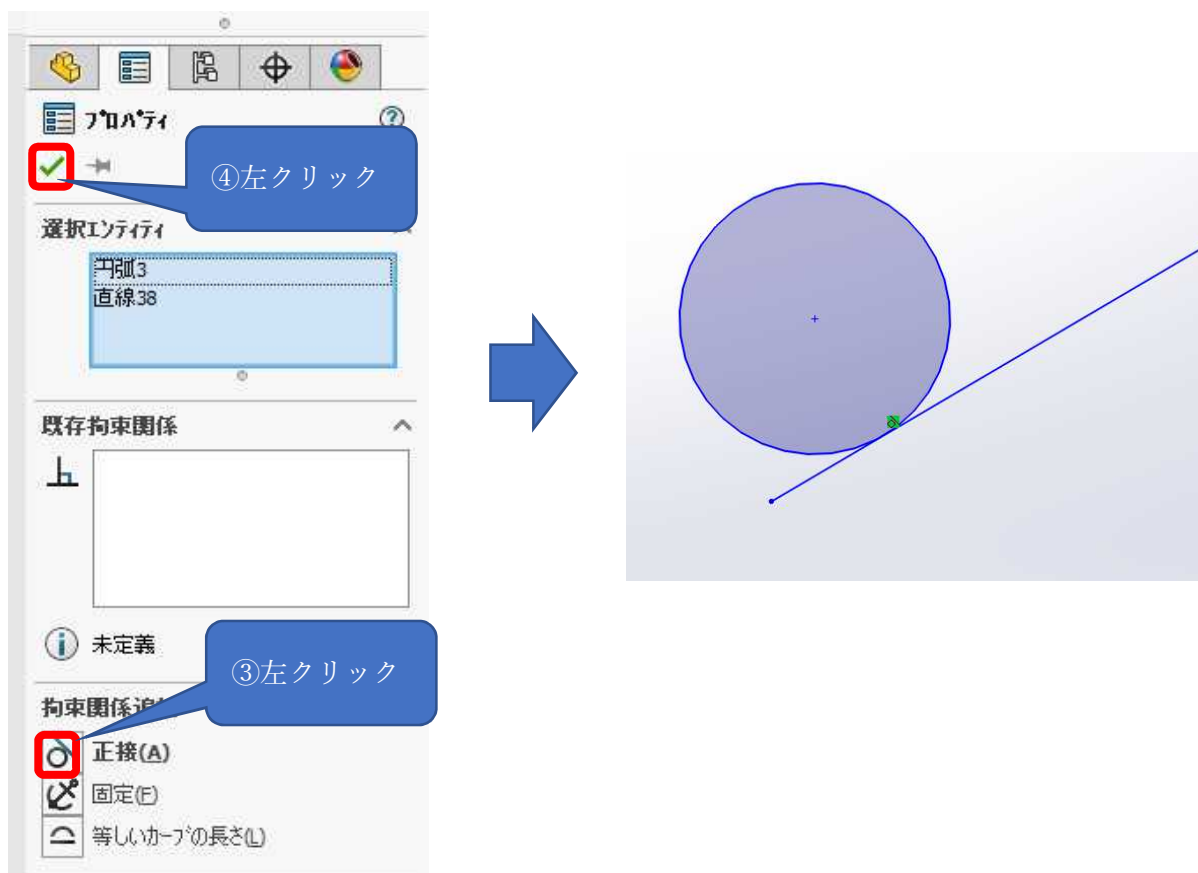 プロパティ
④左クリック
選択エンティティ
円弧3
直線38
既存拘束関係
未定義
③左クリック
拘束関係追
正接(A)
固定(F)
等しいカーブの長さ(L)